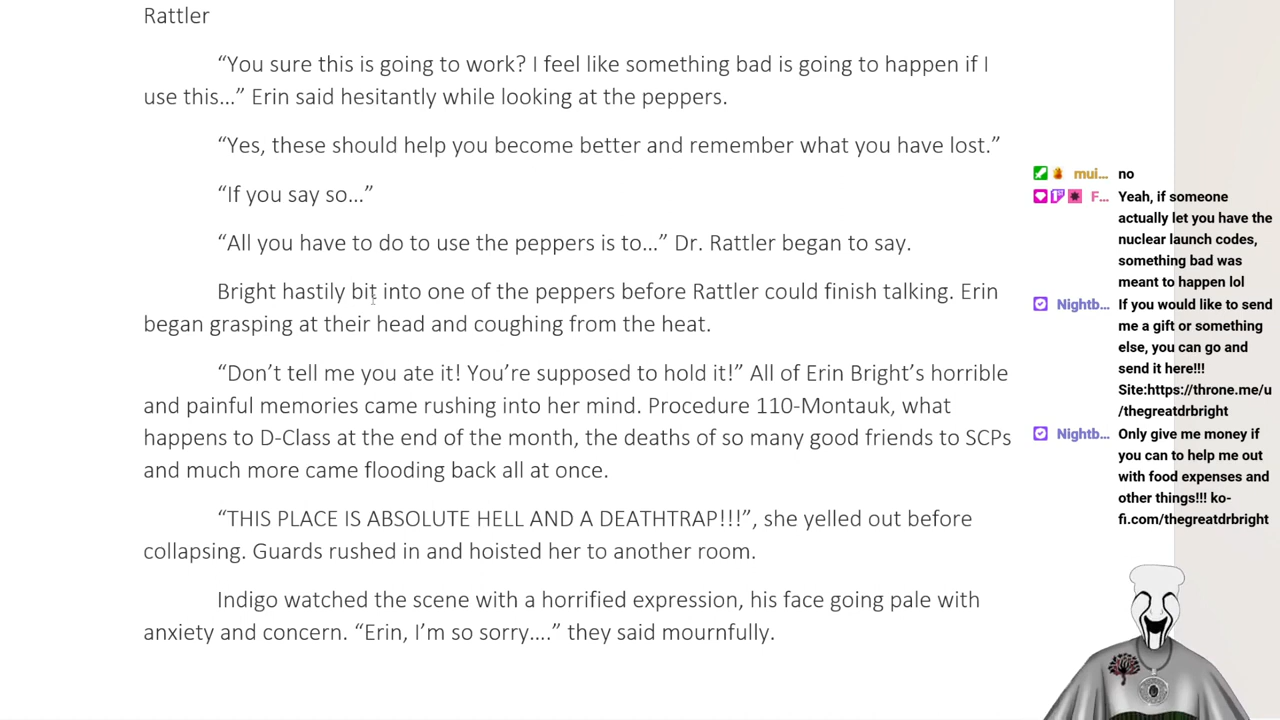 Rattler
“You sure this is going to work? I feel like something bad is going to happen if I
use this…” Erin said hesitantly while looking at the peppers.
“Yes, these should help you become better and remember what you have lost.”
“If you say so…”
“All you have to do to use the peppers is to…” Dr. Rattler began to say.
Bright hastily bit into one of the peppers before Rattler could finish talking. Erin
began grasping at their head and coughing from the heat.
“Don’t tell me you ate it! You’re supposed to hold it!” All of Erin Bright’s horrible
and painful memories came rushing into her mind. Procedure 110-Montauk, what
happens to D-Class at the end of the month, the deaths of so many good friends to SCPs
and much more came flooding back all at once.
“THIS PLACE IS ABSOLUTE HELL AND A DEATHTRAP!!!”, she yelled out before
collapsing. Guards rushed in and hoisted her to another room.
Indigo watched the scene with a horrified expression, his face going pale with
anxiety and concern. “Erin, I’m so sorry….” they said mournfully.
mui... no
F... Yeah, if someone
actually let you have the
nuclear launch codes,
something bad was
meant to happen lol
Nightb... If you would like to send
me a gift or something
else, you can go and
send it here!!!
Site:https://throne.me/u
/thegreatdrbright
Nightb... Only give me money if
you can to help me out
with food expenses and
other things!!! ko-
fi.com/thegreatdrbright